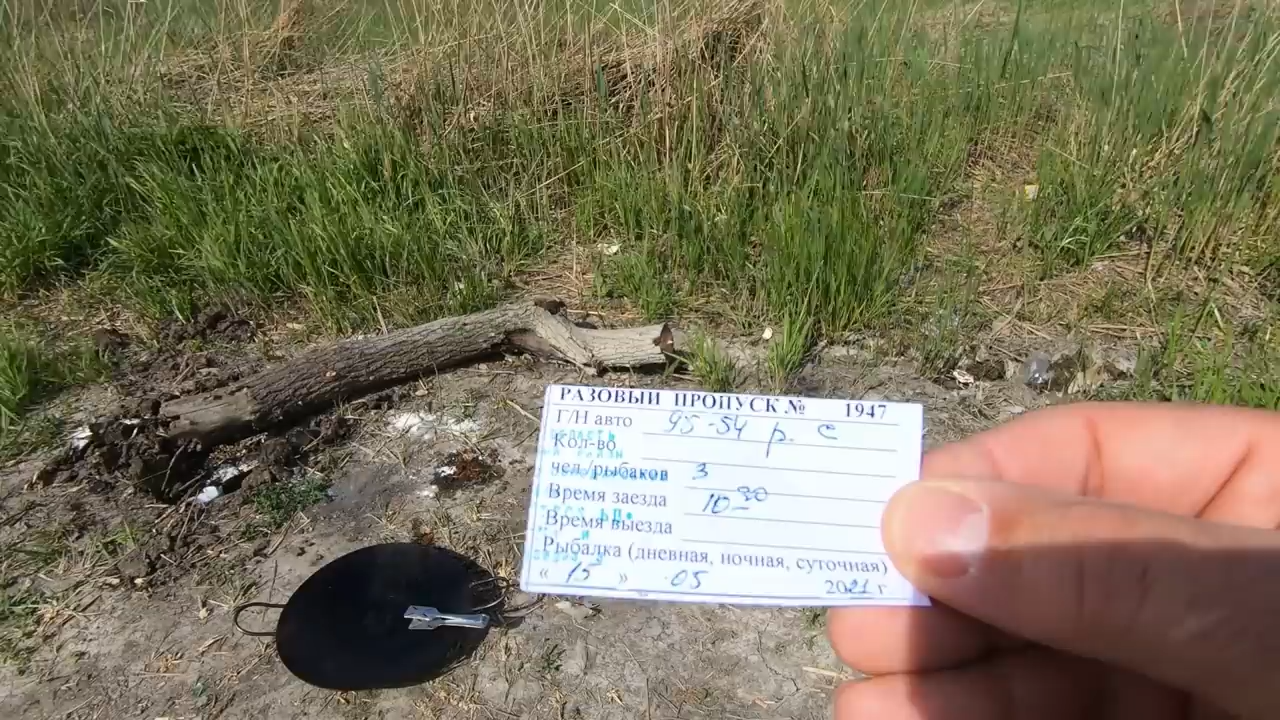 РАЗОВЫЙ ПРОПУСК № 1947
Г/Н авто 95-54 р. с
Кол-во
чел./рыбаков 3
Время заезда 10-30
Время выезда
Рыбалка (дневная, ночная, суточная)
« 15 » 05 2021 г